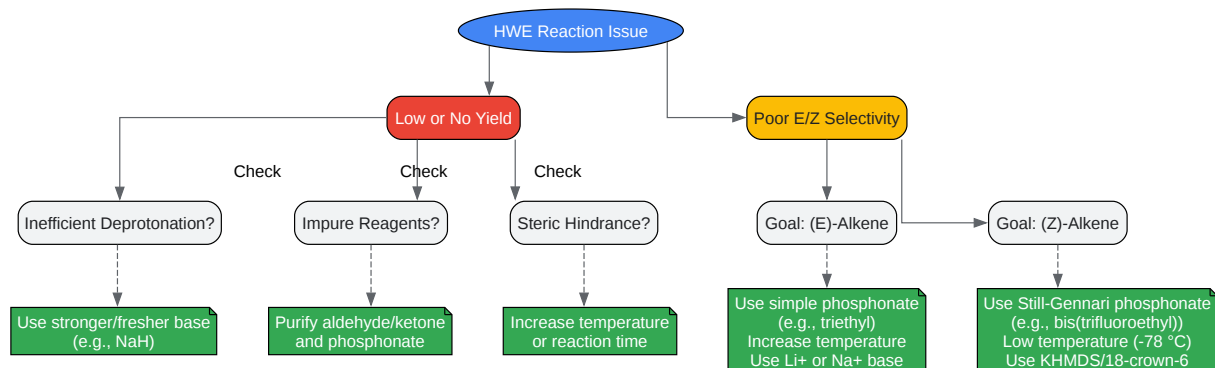 HWE Reaction Issue
Low or No Yield
Poor E/Z Selectivity
Check
Check
Check
Inefficient Deprotonation?
Impure Reagents?
Steric Hindrance?
Goal: (E)-Alkene
Goal: (Z)-Alkene
Use stronger/fresher base
(e.g., NaH)
Purify aldehyde/ketone
and phosphonate
Increase temperature
or reaction time
Use simple phosphonate
(e.g., triethyl)
Increase temperature
Use Li+ or Na+ base
Use Still-Gennari phosphonate
(e.g., bis(trifluoroethyl))
Low temperature (-78 °C)
Use KHMDS/18-crown-6